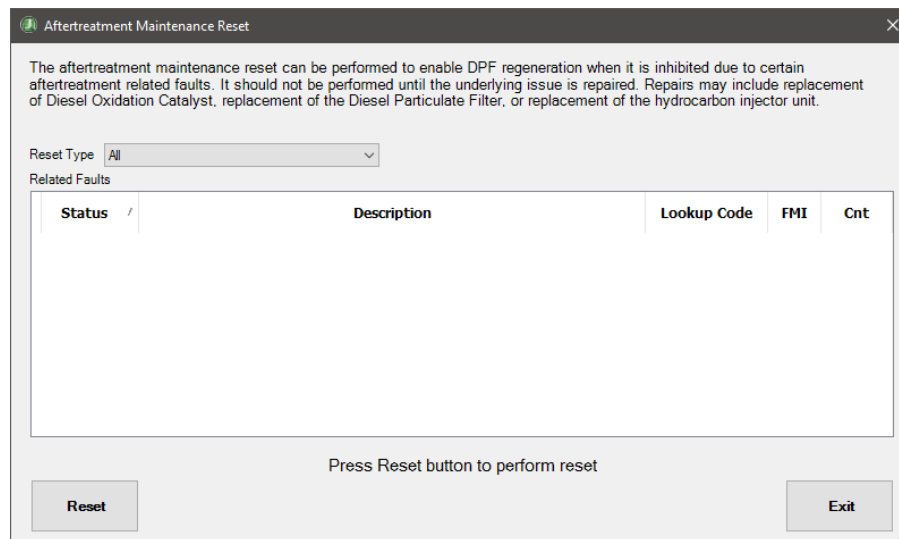 Aftertreatment Maintenance Reset
The aftertreatment maintenance reset can be performed to enable DPF regeneration when it is inhibited due to certain
aftertreatment related faults. It should not be performed until the underlying issue is repaired. Repairs may include replacement
of Diesel Oxidation Catalyst, replacement of the Diesel Particulate Filter, or replacement of the hydrocarbon injector unit.
Reset Type All
Related Faults
Status Description Lookup Code FMI Cnt
Press Reset button to perform reset
Reset Exit